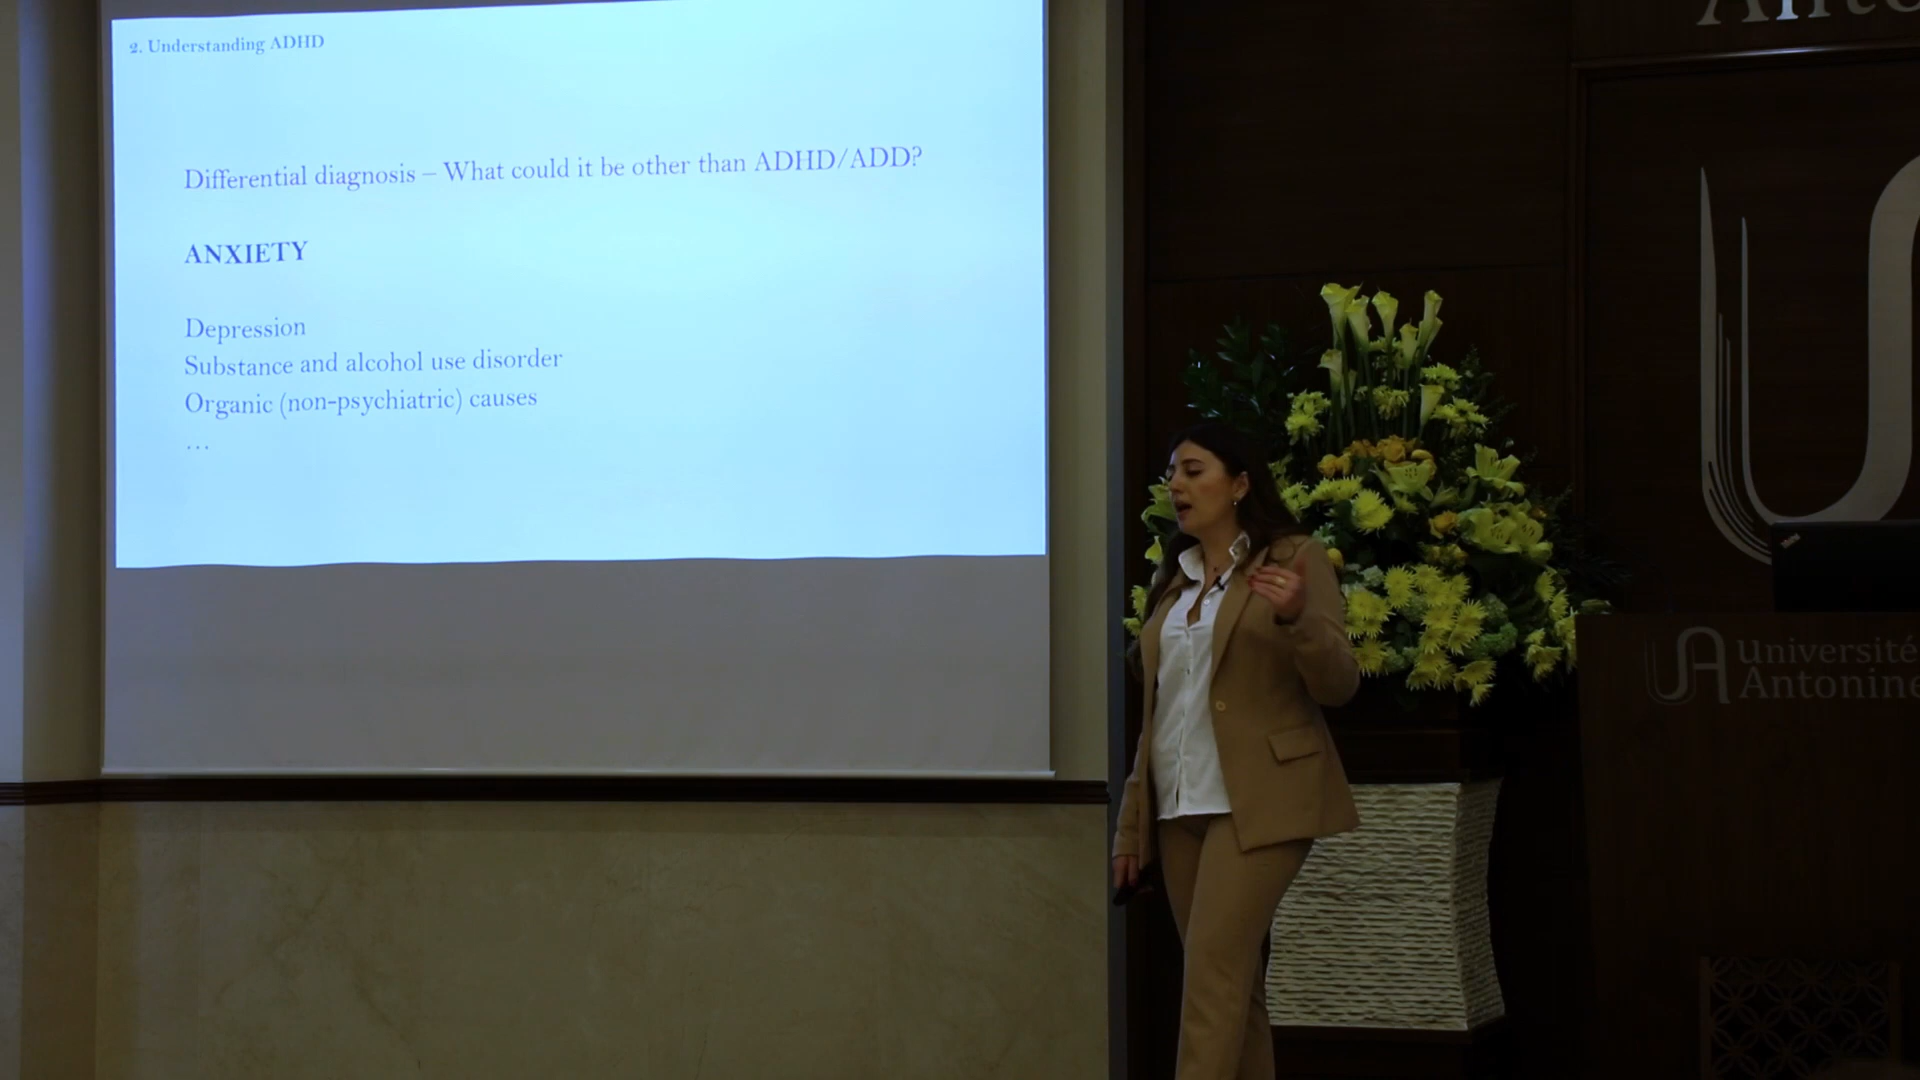 2. Understanding ADHD
Differential diagnosis – What could it be other than ADHD/ADD?
ANXIETY
Depression
Substance and alcohol use disorder
Organic (non-psychiatric) causes
...
UA
Université
Antonine